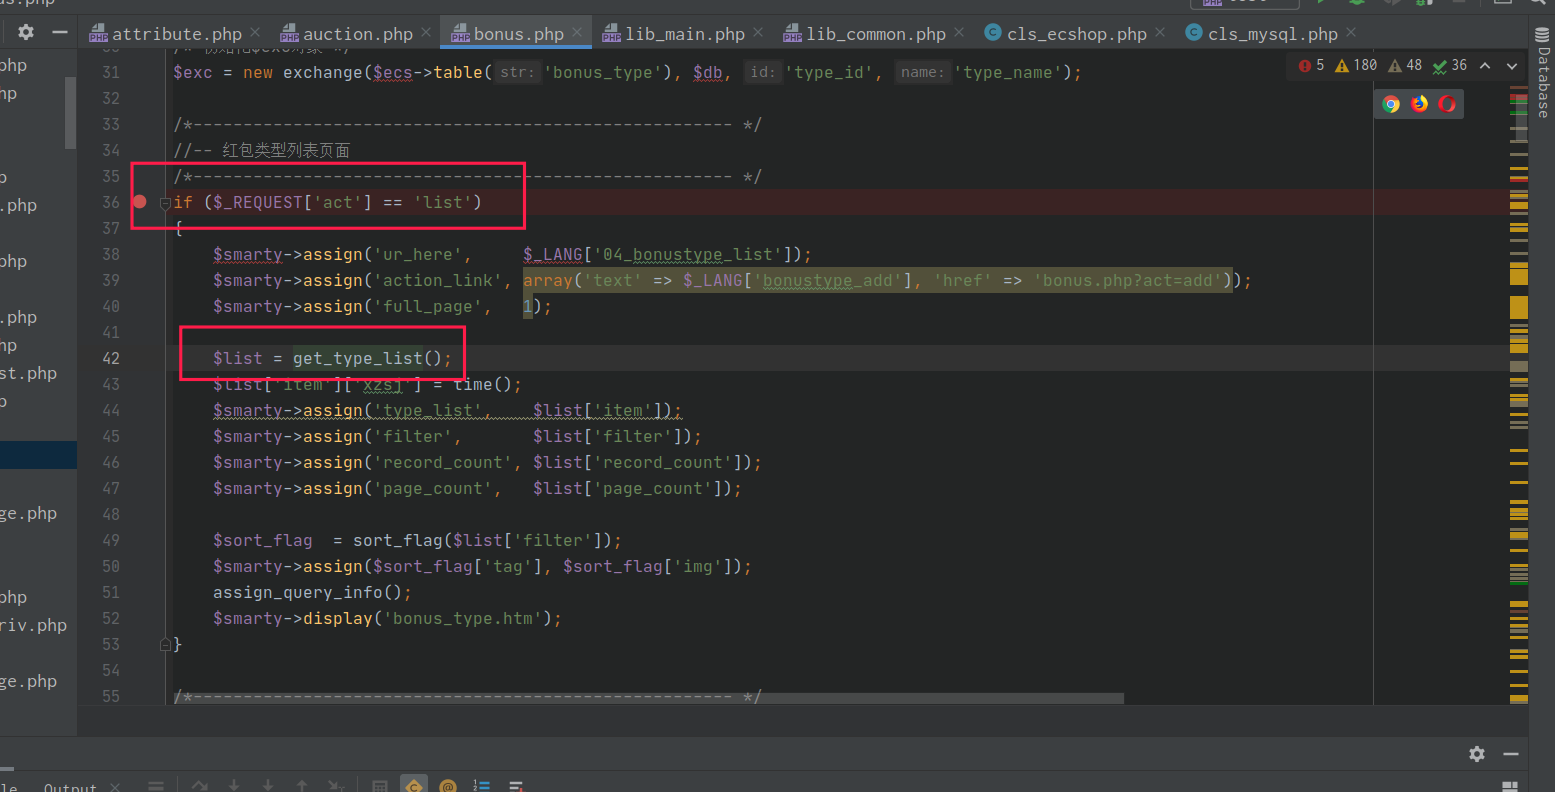 us.php
attribute.php
auction.php
bonus.php
lib_main.php
lib_common.php
cls_ecshop.php
cls_mysql.php
5 180 48 36
Database
31 $exc = new exchange($ecs->table( str: 'bonus_type'), $db, id: 'type_id', name: 'type_name');
32
33 /*------------------------------------------------------ */
34 //-- 红包类型列表页面
35 /*------------------------------------------------------ */
36 if ($_REQUEST['act'] == 'list')
37 {
38 $smarty->assign('ur_here', $_LANG['04_bonustype_list']);
39 $smarty->assign('action_link', array('text' => $_LANG['bonustype_add'], 'href' => 'bonus.php?act=add'));
40 $smarty->assign('full_page', 1);
41
42 $list = get_type_list();
43 $list['item']['xzsj'] = time();
44 $smarty->assign('type_list', $list['item']);
45 $smarty->assign('filter', $list['filter']);
46 $smarty->assign('record_count', $list['record_count']);
47 $smarty->assign('page_count', $list['page_count']);
48
49 $sort_flag = sort_flag($list['filter']);
50 $smarty->assign($sort_flag['tag'], $sort_flag['img']);
51 assign_query_info();
52 $smarty->display('bonus_type.htm');
53 }
54
55 /*------------------------------------------------------ */
php
hp
p
.php
php
.php
hp
st.php
p
ge.php
php
riv.php
ge.php
le
Output